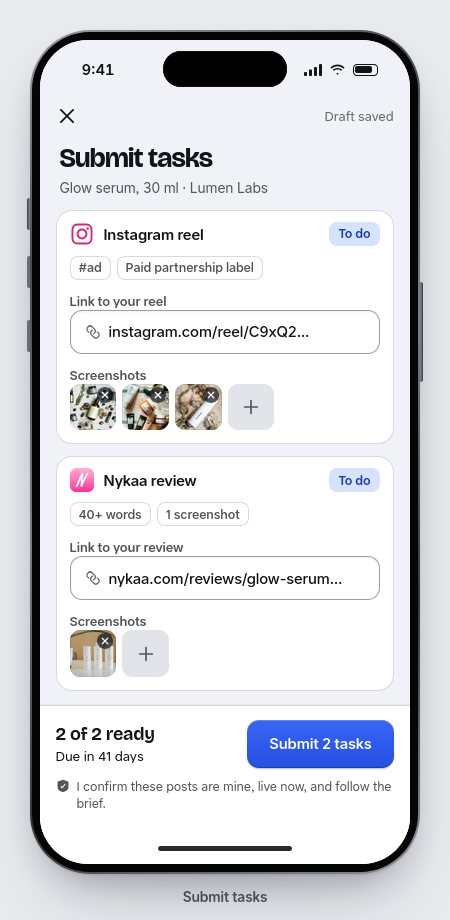 9:41
Draft saved
Submit tasks
Glow serum, 30 ml · Lumen Labs
Instagram reel
To do
#ad
Paid partnership label
Link to your reel
instagram.com/reel/C9xQ2...
Screenshots
Nykaa review
To do
40+ words
1 screenshot
Link to your review
nykaa.com/reviews/glow-serum...
Screenshots
2 of 2 ready
Due in 41 days
Submit 2 tasks
I confirm these posts are mine, live now, and follow the
brief.
Submit tasks